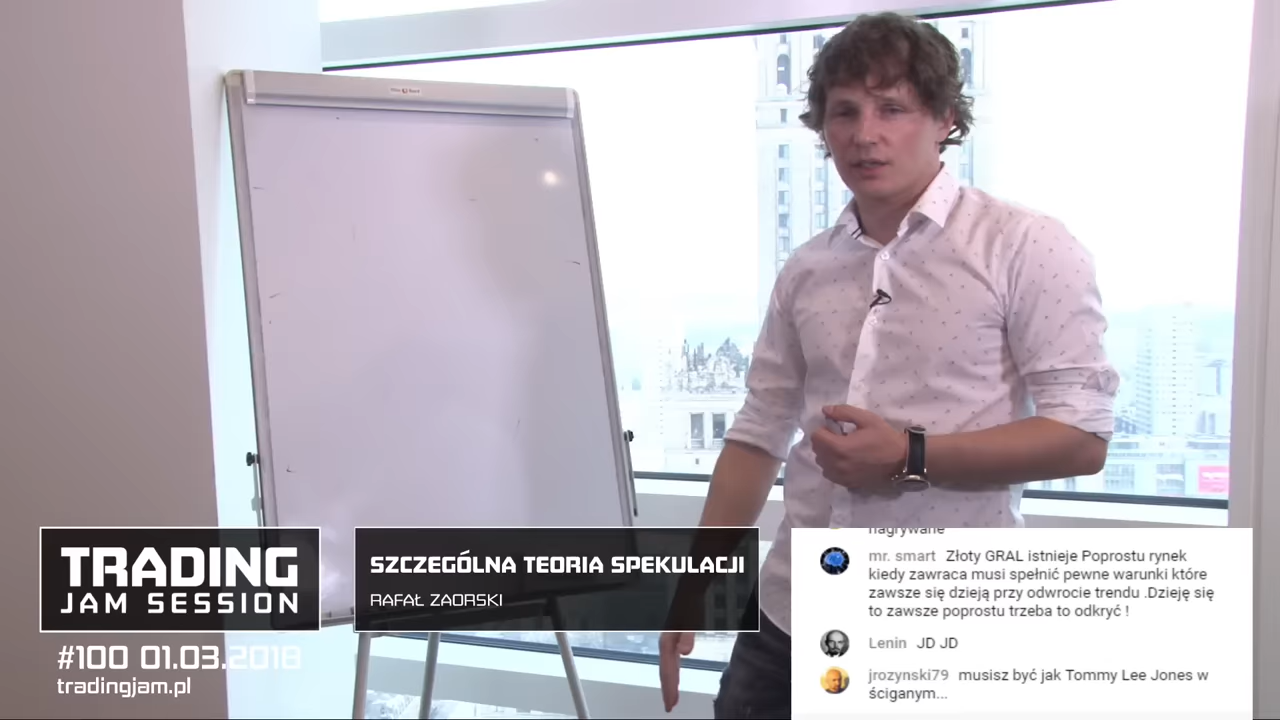 TRADING
JAM SESSION
#100 01.03.2018
tradingjam.pl
SZCZEGÓLNA TEORIA SPEKULACJI
RAFAŁ ZAORSKI
nagrywane
mr. smart Złoty GRAL istnieje Poprostu rynek
kiedy zawraca musi spełnić pewne warunki które
zawsze się dzieją przy odwrocie trendu .Dzieję się
to zawsze poprostu trzeba to odkryć !
Lenin JD JD
jrozynski79 musisz być jak Tommy Lee Jones w
ściganym...